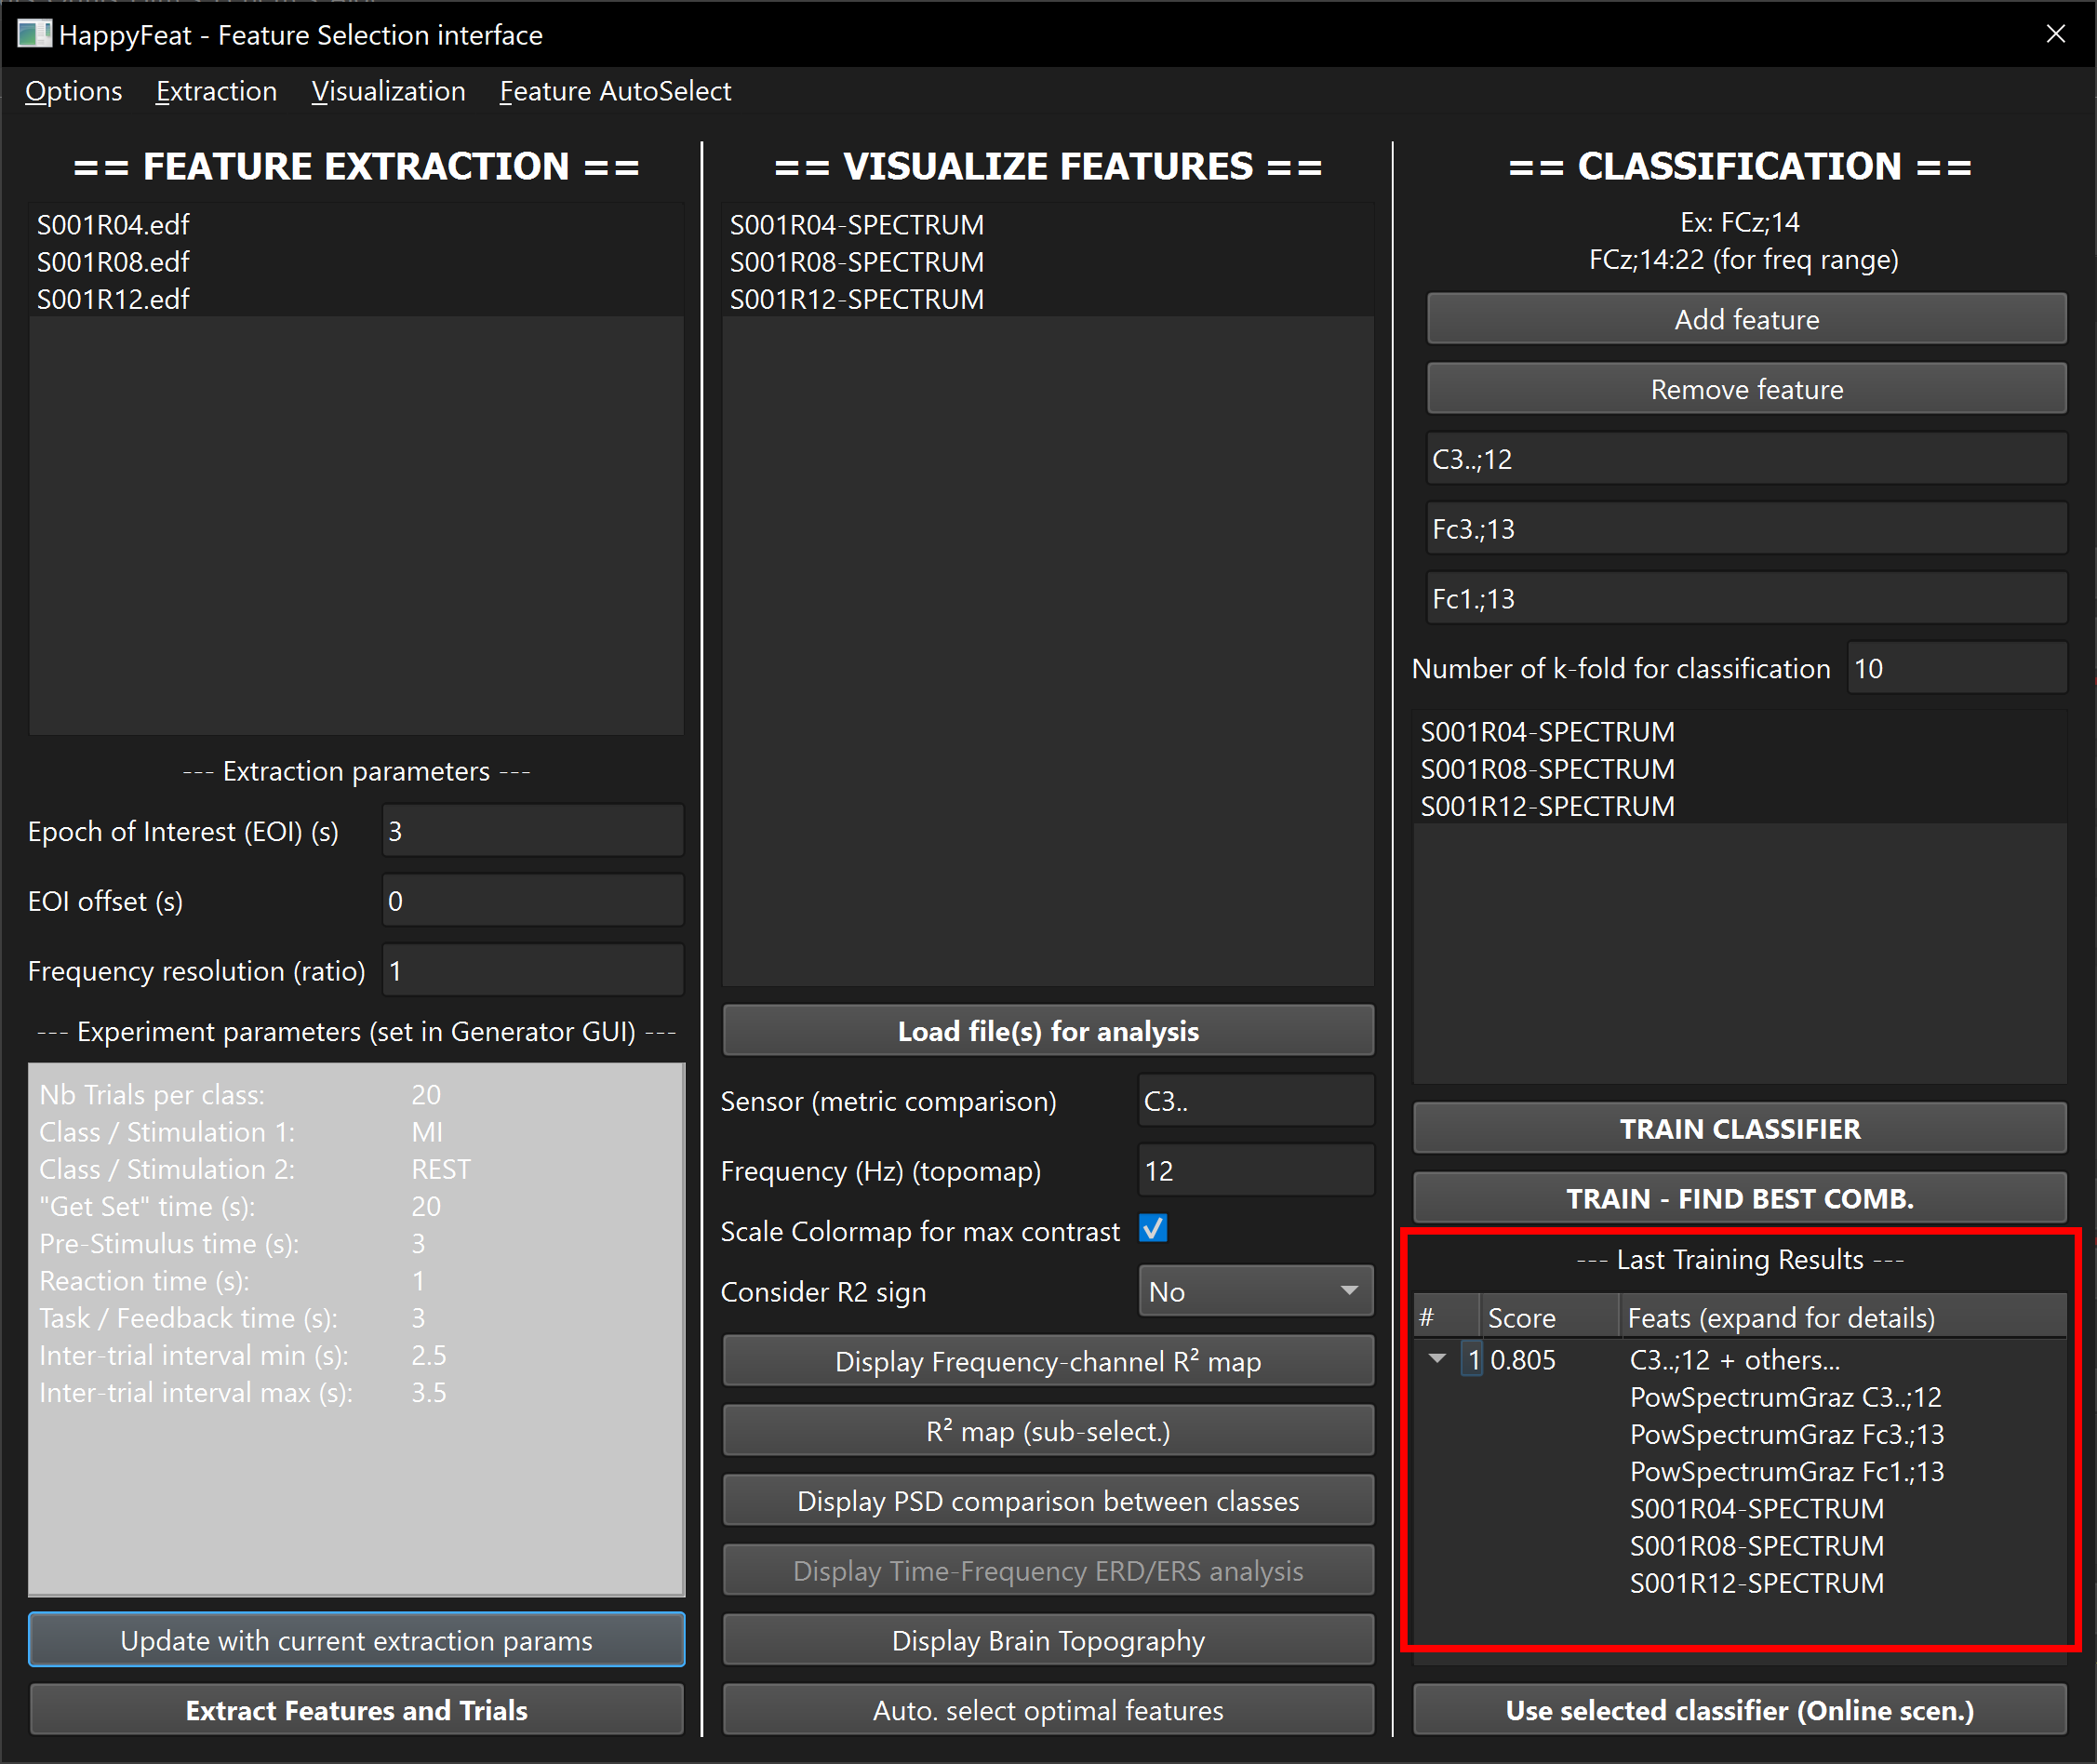 HappyFeat - Feature Selection interface
Options Extraction Visualization Feature AutoSelect
== FEATURE EXTRACTION ==
S001R04.edf
S001R08.edf
S001R12.edf
--- Extraction parameters ---
Epoch of Interest (EOI) (s) 3
EOI offset (s) 0
Frequency resolution (ratio) 1
--- Experiment parameters (set in Generator GUI) ---
Nb Trials per class: 20
Class / Stimulation 1: MI
Class / Stimulation 2: REST
"Get Set" time (s): 20
Pre-Stimulus time (s): 3
Reaction time (s): 1
Task / Feedback time (s): 3
Inter-trial interval min (s): 2.5
Inter-trial interval max (s): 3.5
Update with current extraction params
Extract Features and Trials
== VISUALIZE FEATURES ==
S001R04-SPECTRUM
S001R08-SPECTRUM
S001R12-SPECTRUM
Load file(s) for analysis
Sensor (metric comparison) C3..
Frequency (Hz) (topomap) 12
Scale Colormap for max contrast
Consider R2 sign No
Display Frequency-channel R² map
R² map (sub-select.)
Display PSD comparison between classes
Display Time-Frequency ERD/ERS analysis
Display Brain Topography
Auto. select optimal features
== CLASSIFICATION ==
Ex: FCz;14
FCz;14:22 (for freq range)
Add feature
Remove feature
C3..;12
Fc3.;13
Fc1.;13
Number of k-fold for classification 10
S001R04-SPECTRUM
S001R08-SPECTRUM
S001R12-SPECTRUM
TRAIN CLASSIFIER
TRAIN - FIND BEST COMB.
--- Last Training Results ---
# Score Feats (expand for details)
1 0.805 C3..;12 + others...
PowSpectrumGraz C3..;12
PowSpectrumGraz Fc3.;13
PowSpectrumGraz Fc1.;13
S001R04-SPECTRUM
S001R08-SPECTRUM
S001R12-SPECTRUM
Use selected classifier (Online scen.)